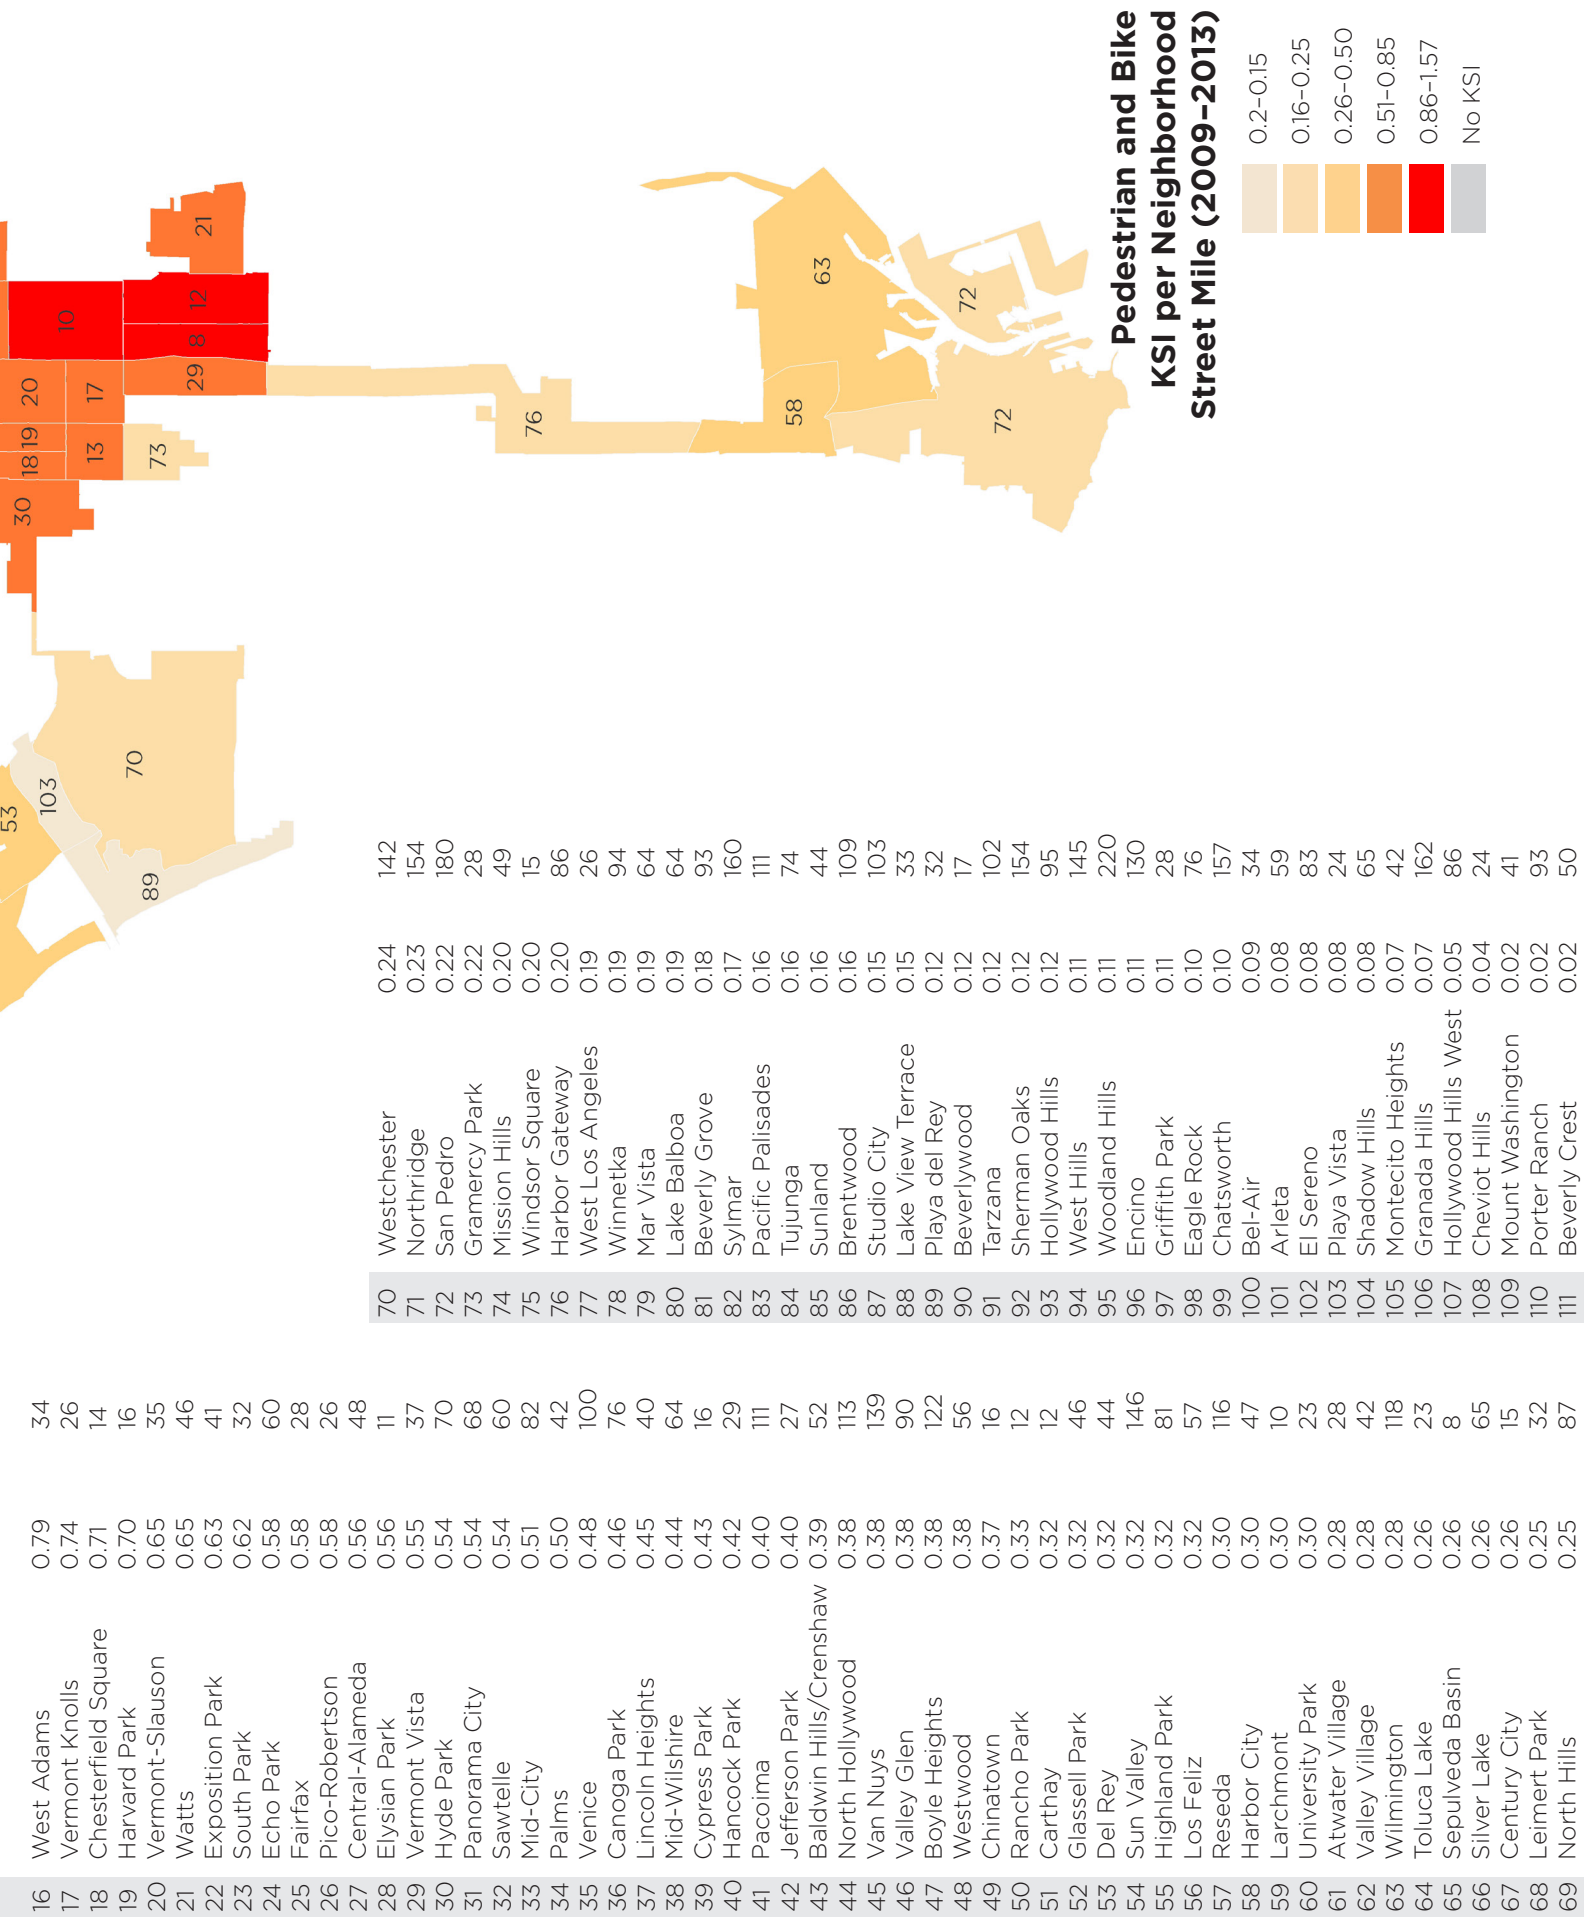 16 West Adams 0.79 34
17 Vermont Knolls 0.74 26
18 Chesterfield Square 0.71 14
19 Harvard Park 0.70 16
20 Vermont-Slauson 0.65 35
21 Watts 0.65 46
22 Exposition Park 0.63 41
23 South Park 0.62 32
24 Echo Park 0.58 60
25 Fairfax 0.58 28
26 Pico-Robertson 0.58 26
27 Central-Alameda 0.56 48
28 Elysian Park 0.56 11
29 Vermont Vista 0.55 37
30 Hyde Park 0.54 70
31 Panorama City 0.54 68
32 Sawtelle 0.54 60
33 Mid-City 0.51 82
34 Palms 0.50 42
35 Venice 0.48 100
36 Canoga Park 0.46 76
37 Lincoln Heights 0.45 40
38 Mid-Wilshire 0.44 64
39 Cypress Park 0.43 16
40 Hancock Park 0.42 29
41 Pacoima 0.40 111
42 Jefferson Park 0.40 27
43 Baldwin Hills/Crenshaw 0.39 52
44 North Hollywood 0.38 113
45 Van Nuys 0.38 139
46 Valley Glen 0.38 90
47 Boyle Heights 0.38 122
48 Westwood 0.38 56
49 Chinatown 0.37 16
50 Rancho Park 0.33 12
51 Carthay 0.32 12
52 Glassell Park 0.32 46
53 Del Rey 0.32 44
54 Sun Valley 0.32 146
55 Highland Park 0.32 81
56 Los Feliz 0.32 57
57 Reseda 0.30 116
58 Harbor City 0.30 47
59 Larchmont 0.30 10
60 University Park 0.30 23
61 Atwater Village 0.28 28
62 Valley Village 0.28 42
63 Wilmington 0.28 118
64 Toluca Lake 0.26 23
65 Sepulveda Basin 0.26 8
66 Silver Lake 0.26 65
67 Century City 0.26 15
68 Leimert Park 0.25 32
69 North Hills 0.25 87
70 Westchester 0.24 142
71 Northridge 0.23 154
72 San Pedro 0.22 180
73 Gramercy Park 0.22 28
74 Mission Hills 0.20 49
75 Windsor Square 0.20 15
76 Harbor Gateway 0.20 86
77 West Los Angeles 0.19 26
78 Winnetka 0.19 94
79 Mar Vista 0.19 64
80 Lake Balboa 0.19 64
81 Beverly Grove 0.18 93
82 Sylmar 0.17 160
83 Pacific Palisades 0.16 111
84 Tujunga 0.16 74
85 Sunland 0.16 44
86 Brentwood 0.16 109
87 Studio City 0.15 103
88 Lake View Terrace 0.15 33
89 Playa del Rey 0.12 32
90 Beverlywood 0.12 17
91 Tarzana 0.12 102
92 Sherman Oaks 0.12 154
93 Hollywood Hills 0.12 95
94 West Hills 0.11 145
95 Woodland Hills 0.11 220
96 Encino 0.11 130
97 Griffith Park 0.11 28
98 Eagle Rock 0.10 76
99 Chatsworth 0.10 157
100 Bel-Air 0.09 34
101 Arleta 0.08 59
102 El Sereno 0.08 83
103 Playa Vista 0.08 24
104 Shadow Hills 0.08 65
105 Montecito Heights 0.07 42
106 Granada Hills 0.07 162
107 Hollywood Hills West 0.05 86
108 Cheviot Hills 0.04 24
109 Mount Washington 0.02 41
110 Porter Ranch 0.02 93
111 Beverly Crest 0.02 50
53
103
89
70
30
18
19
20
13
17
73
10
29
8
12
21
76
58
63
72
72
Pedestrian and Bike
KSI per Neighborhood
Street Mile (2009–2013)
0.2–0.15
0.16–0.25
0.26–0.50
0.51–0.85
0.86–1.57
No KSI